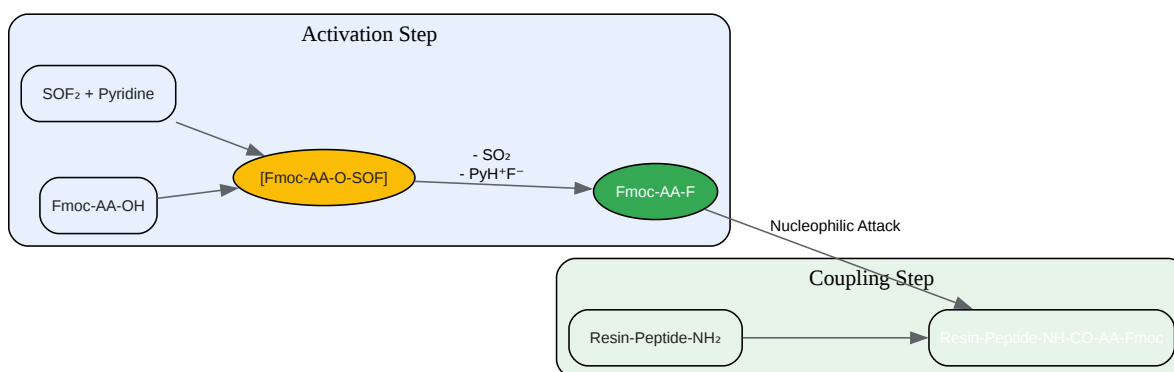 Activation Step
SOF₂ + Pyridine
Fmoc-AA-OH
[Fmoc-AA-O-SOF]
- SO₂
- PyH⁺F⁻
Fmoc-AA-F
Nucleophilic Attack
Coupling Step
Resin-Peptide-NH₂
Resin-Peptide-NH-CO-AA-Fmoc